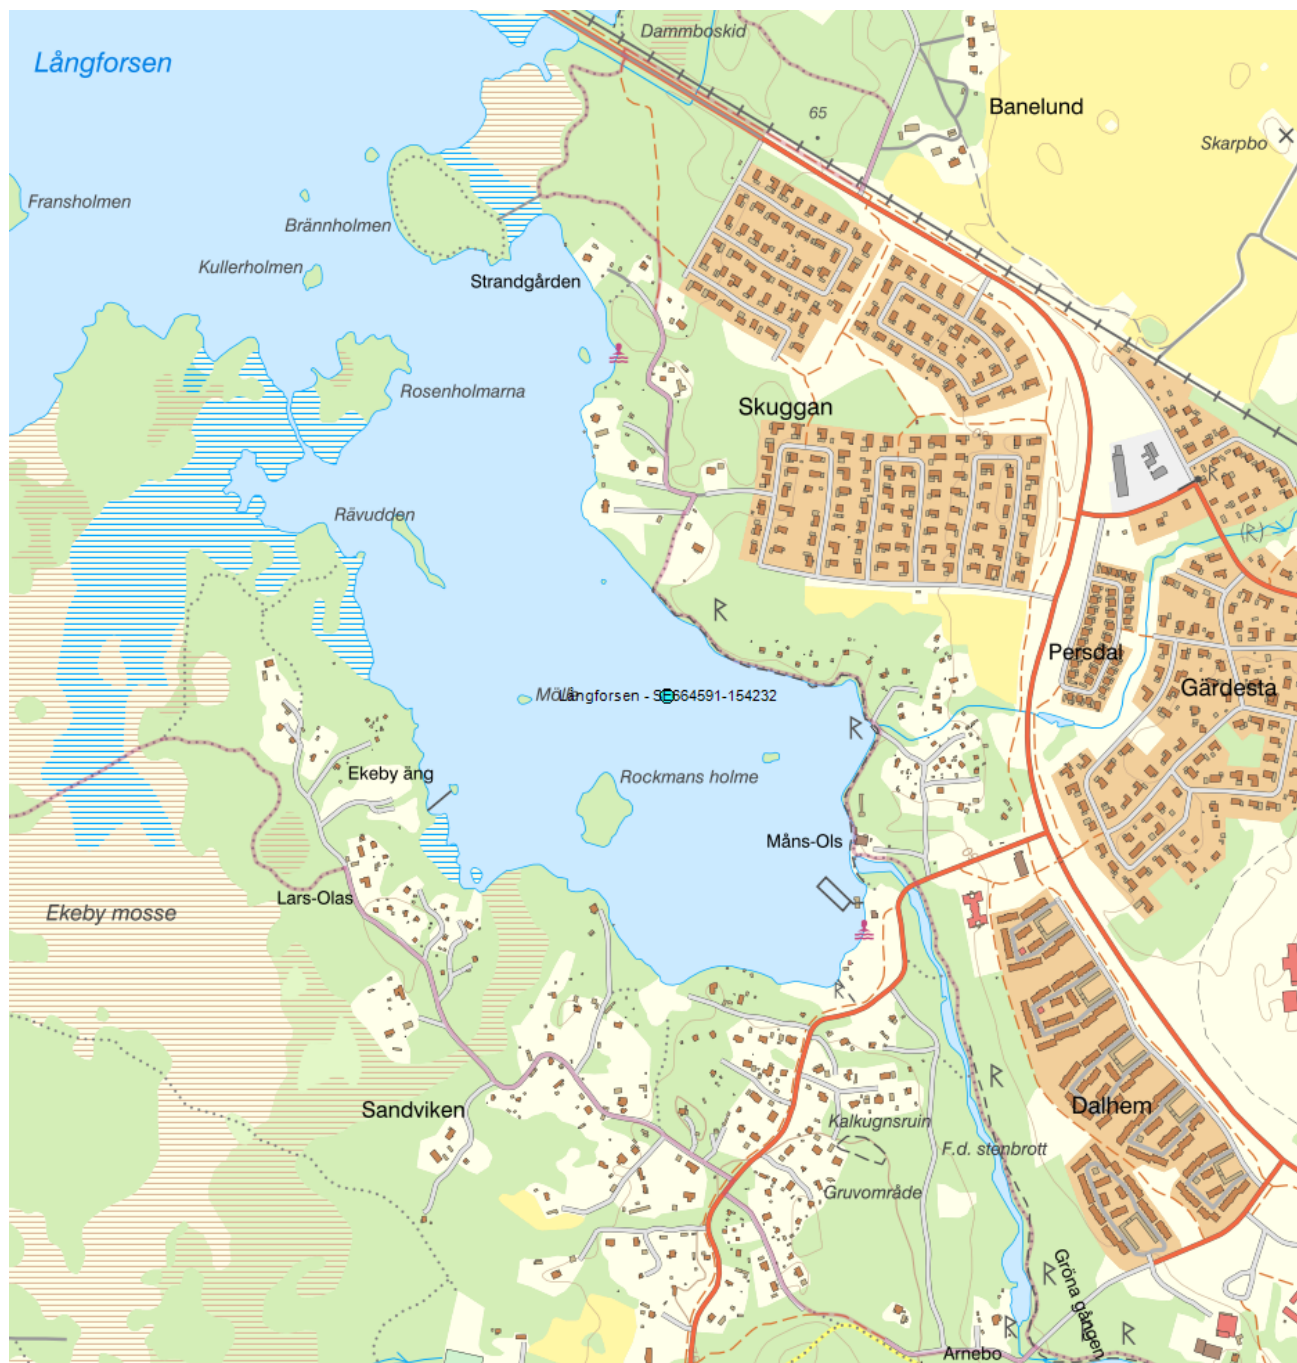 Långforsen
Dammboskid
Banelund
65
Skarpbo
Fransholmen
Brännholmen
Kullerholmen
Strandgården
Rosenholmarna
Skuggan
R
Rävudden
(R)
R
Persdal
Gärdesta
Långforsen - SE664591-154232
R
Ekeby äng
Rockmans holme
Måns-Ols
Lars-Olas
Ekeby mosse
R
R
Sandviken
Dalhem
Kalkugnsruin
F.d. stenbrott
Gruvområde
Gröna gången
R
R
R
R
Arnebo